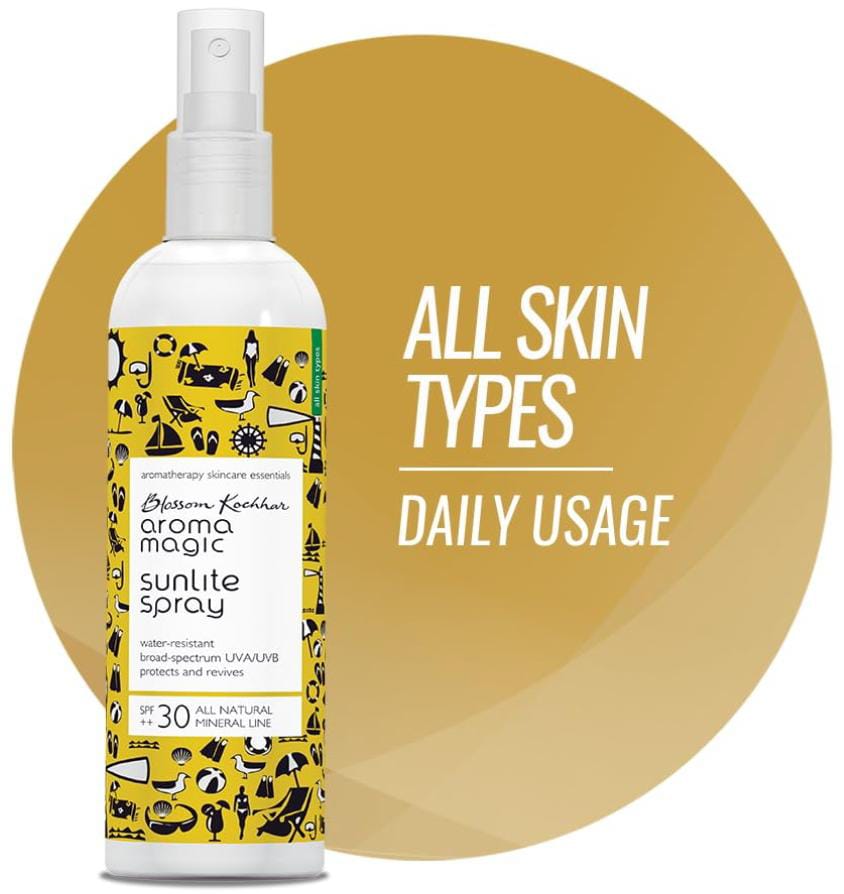 all skin types
aromatherapy skincare essentials
Blossom Kochhar
aroma
magic
sunlite
spray
water-resistant
broad-spectrum UVA/UVB
protects and revives
SPF
++
30
ALL NATURAL
MINERAL LINE
ALL SKIN
TYPES
DAILY USAGE